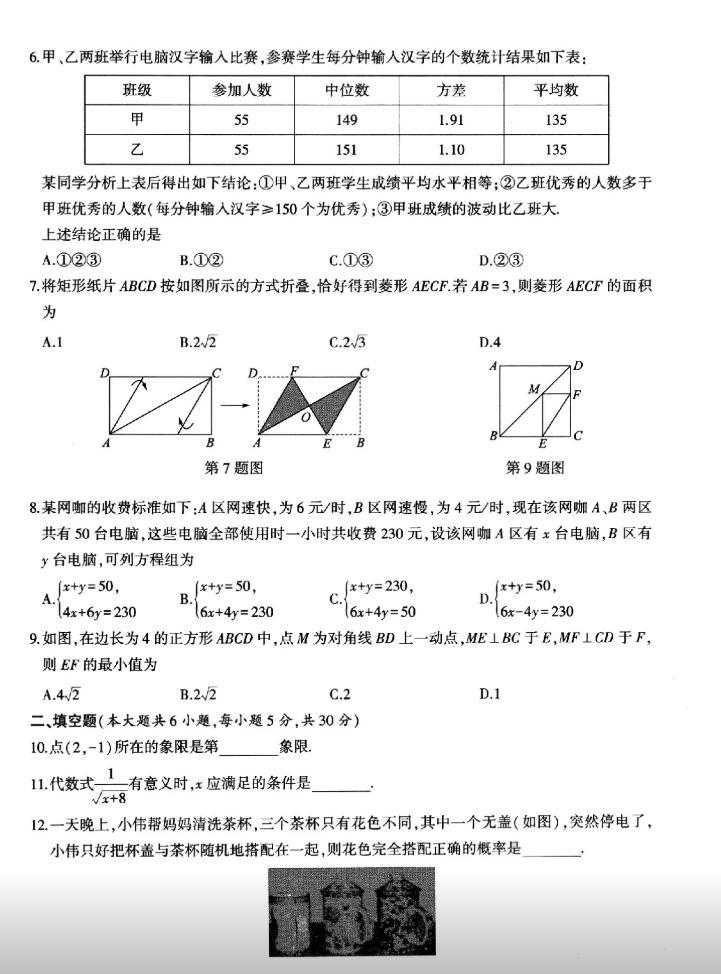 6.甲、乙两班举行电脑汉字输入比赛,参赛学生每分钟输入汉字的个数统计结果如下表:
班级 参加人数 中位数 方差 平均数
甲 55 149 1.91 135
乙 55 151 1.10 135
某同学分析上表后得出如下结论:①甲、乙两班学生成绩平均水平相等;②乙班优秀的人数多于
甲班优秀的人数(每分钟输入汉字≥150个为优秀);③甲班成绩的波动比乙班大.
上述结论正确的是
A.①②③ B.①② C.①③ D.②③
7.将矩形纸片ABCD按如图所示的方式折叠,恰好得到菱形AECF.若AB=3,则菱形AECF的面积
为
A.1 B.2√2 C.2√3 D.4
D C D F C A D
M F
O
A B A E B B E C
第7题图 第9题图
8.某网咖的收费标准如下:A区网速快,为6元/时,B区网速慢,为4元/时,现在该网咖A、B两区
共有50台电脑,这些电脑全部使用时一小时共收费230元,设该网咖A区有x台电脑,B区有
y台电脑,可列方程组为
A.{x+y=50, 4x+6y=230 B.{x+y=50, 6x+4y=230 C.{x+y=230, 6x+4y=50 D.{x+y=50, 6x-4y=230
9.如图,在边长为4的正方形ABCD中,点M为对角线BD上一动点,ME⊥BC于E,MF⊥CD于F,
则EF的最小值为
A.4√2 B.2√2 C.2 D.1
二、填空题(本大题共6小题,每小题5分,共30分)
10.点(2,-1)所在的象限是第______象限.
11.代数式1/√(x+8)有意义时,x应满足的条件是______.
12.一天晚上,小伟帮妈妈清洗茶杯,三个茶杯只有花色不同,其中一个无盖(如图),突然停电了,
小伟只好把杯盖与茶杯随机地搭配在一起,则花色完全搭配正确的概率是______.